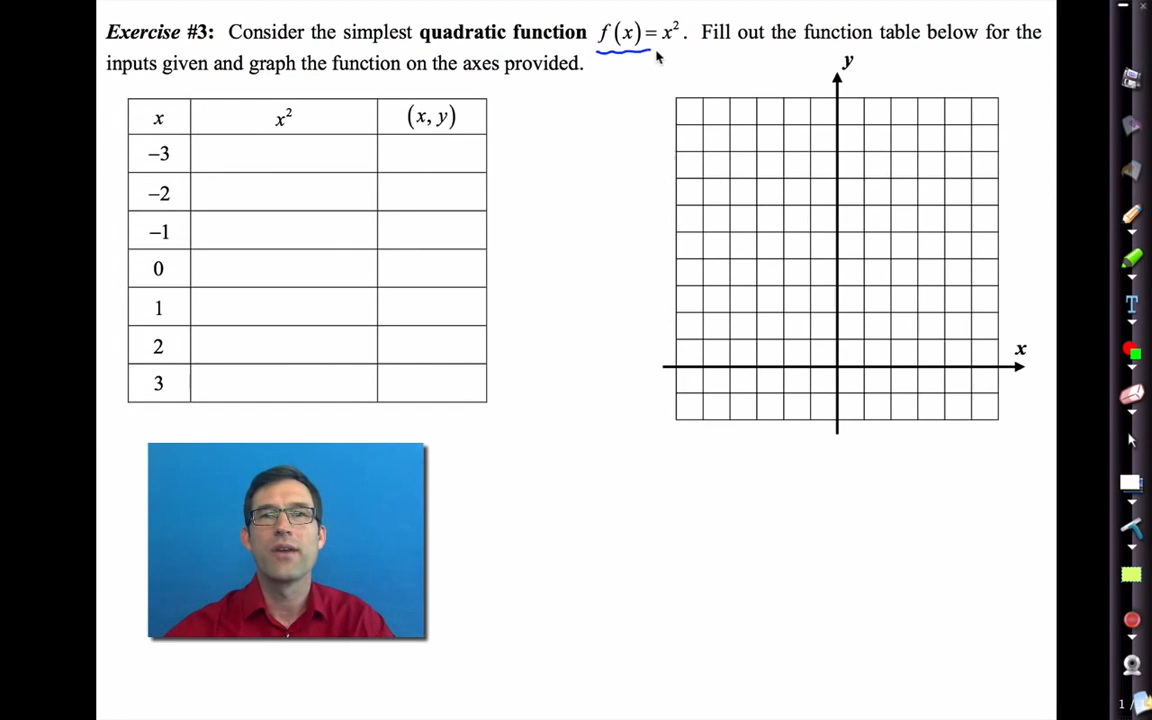 Exercise #3: Consider the simplest quadratic function f(x)=x². Fill out the function table below for the
inputs given and graph the function on the axes provided.
x x² (x, y)
–3
–2
–1
0
1
2
3
y
x
T
1 /